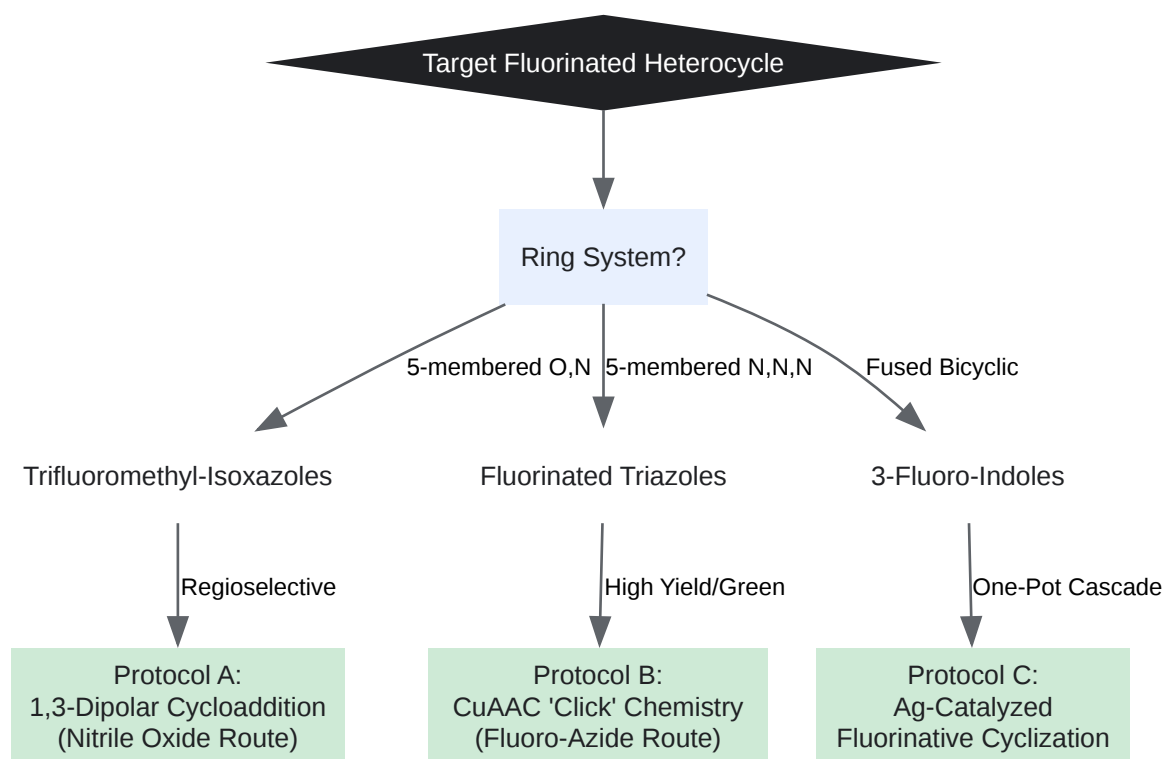 Target Fluorinated Heterocycle
Ring System?
5-membered O,N
5-membered N,N,N
Fused Bicyclic
Trifluoromethyl-Isoxazoles
Fluorinated Triazoles
3-Fluoro-Indoles
Regioselective
High Yield/Green
One-Pot Cascade
Protocol A:
1,3-Dipolar Cycloaddition
(Nitrile Oxide Route)
Protocol B:
CuAAC 'Click' Chemistry
(Fluoro-Azide Route)
Protocol C:
Ag-Catalyzed
Fluorinative Cyclization